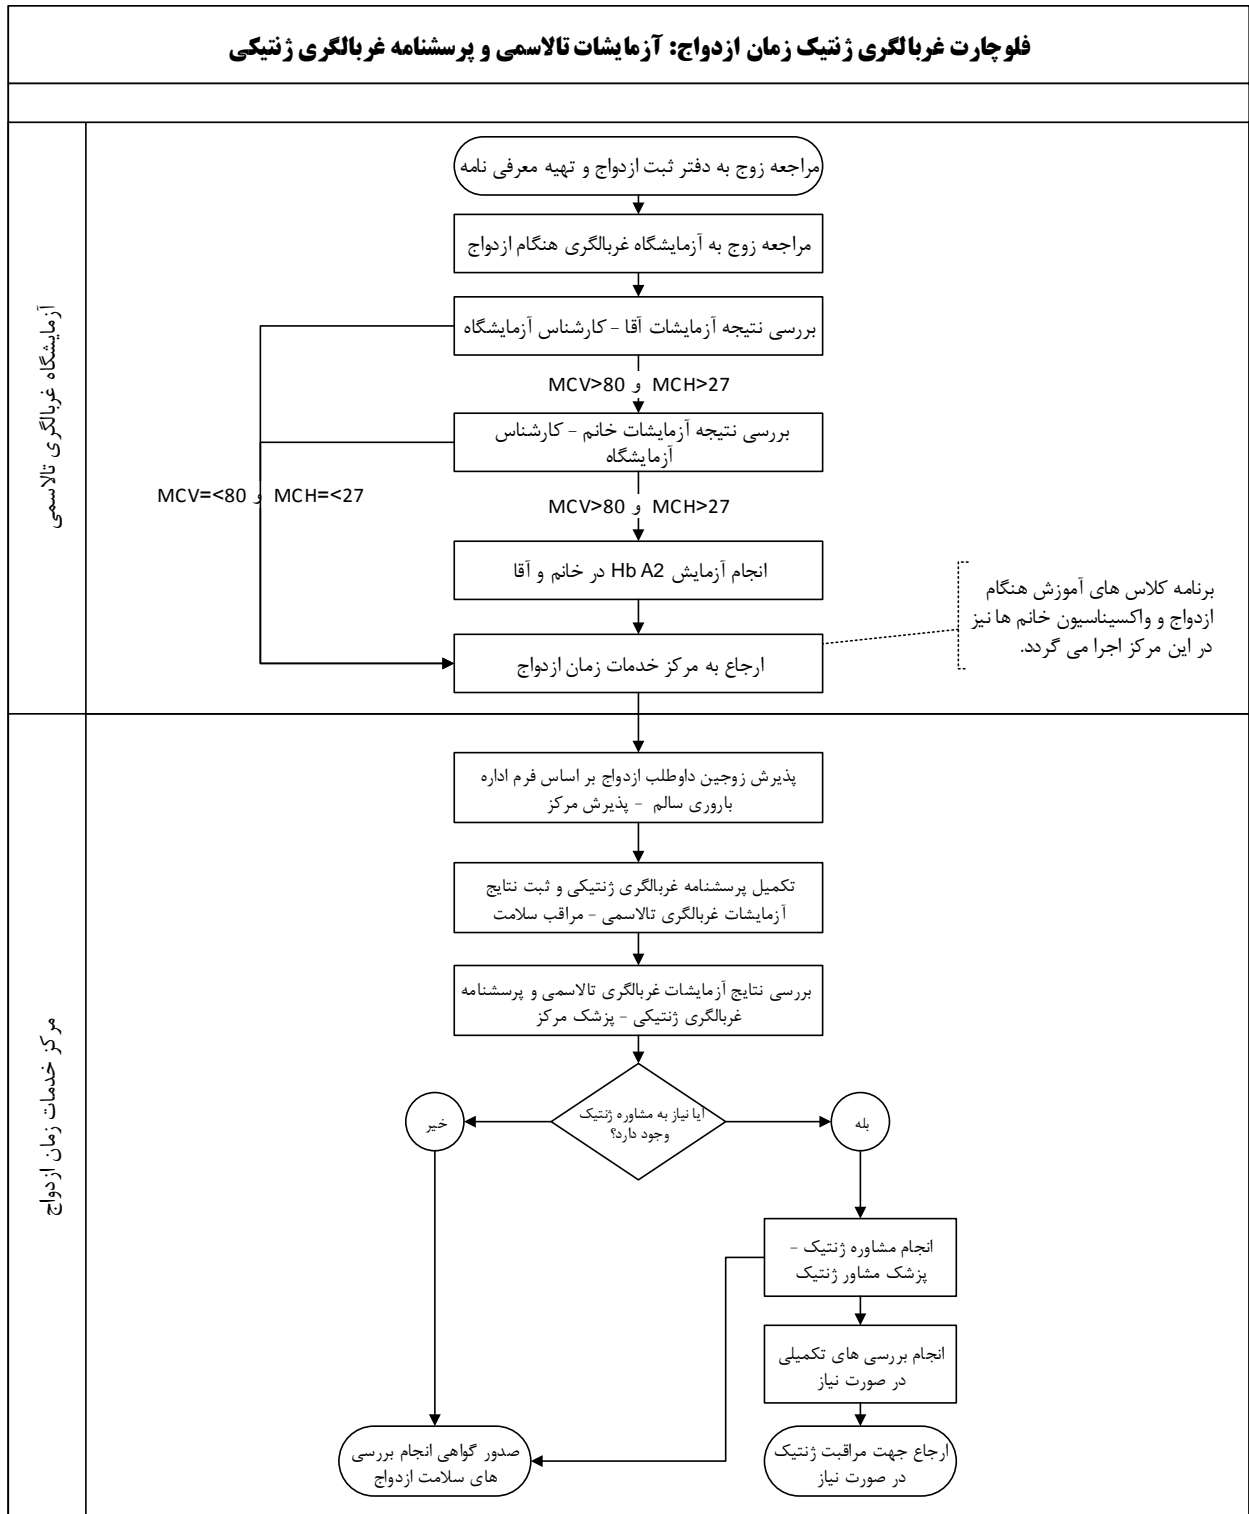 فلوچارت غربالگری ژنتیک زمان ازدواج: آزمایشات تالاسمی و پرسشنامه غربالگری ژنتیکی
آزمایشگاه غربالگری تالاسمی
مراجعه زوج به دفتر ثبت ازدواج و تهیه معرفی نامه
مراجعه زوج به آزمایشگاه غربالگری هنگام ازدواج
بررسی نتیجه آزمایشات آقا - کارشناس آزمایشگاه
MCV>80 و MCH>27
بررسی نتیجه آزمایشات خانم - کارشناس
آزمایشگاه
MCV=<80 و MCH=<27
MCV>80 و MCH>27
انجام آزمایش Hb A2 در خانم و آقا
برنامه کلاس های آموزش هنگام
ازدواج و واکسیناسیون خانم ها نیز
در این مرکز اجرا می گردد.
ارجاع به مرکز خدمات زمان ازدواج
مرکز خدمات زمان ازدواج
پذیرش زوجین داوطلب ازدواج بر اساس فرم اداره
باروری سالم - پذیرش مرکز
تکمیل پرسشنامه غربالگری ژنتیکی و ثبت نتایج
آزمایشات غربالگری تالاسمی - مراقب سلامت
بررسی نتایج آزمایشات غربالگری تالاسمی و پرسشنامه
غربالگری ژنتیکی - پزشک مرکز
آیا نیاز به مشاوره ژنتیک
وجود دارد؟
بله
خیر
انجام مشاوره ژنتیک -
پزشک مشاور ژنتیک
انجام بررسی های تکمیلی
در صورت نیاز
ارجاع جهت مراقبت ژنتیک
در صورت نیاز
صدور گواهی انجام بررسی
های سلامت ازدواج